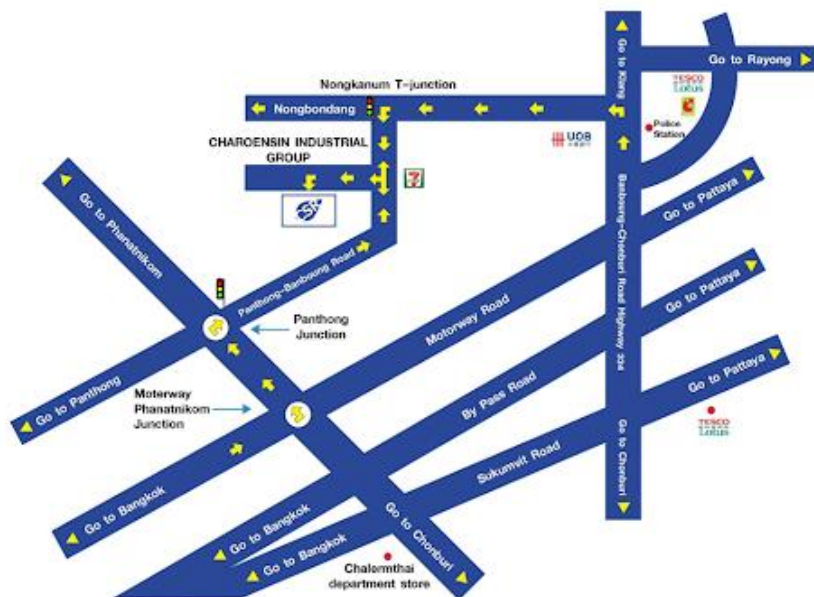 Go to Klang
Go to Rayong
TESCO
Lotus
Nongkanum T-junction
Nongbondang
UOB
Police
Station
CHAROENSIN INDUSTRIAL
GROUP
Go to Phanatnikom
Banboung-Chonburi Road Highway 334
Go to Pattaya
Panthong-Banboung Road
Go to Pattaya
Motorway Road
Panthong
Junction
Go to Panthong
Go to Pattaya
By Pass Road
Moterway
Phanatnikom
Junction
TESCO
Lotus
Sukumvit Road
Go to Chonburi
Go to Bangkok
Go to Bangkok
Go to Bangkok
Go to Chonburi
Chalermthai
department store